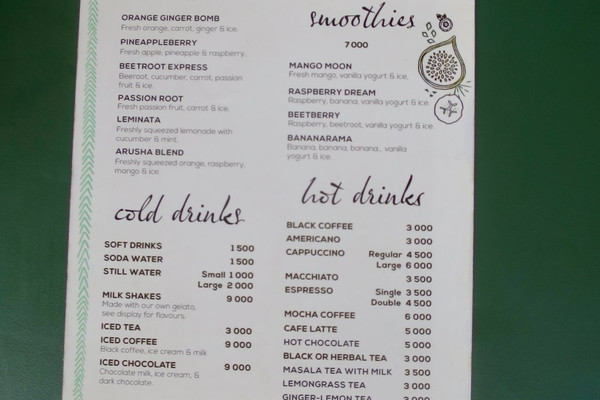 ORANGE GINGER BOMB
Fresh orange, carrot, ginger & ice.
PINEAPPLEBERRY
Fresh apple, pineapple & raspberry.
BEETROOT EXPRESS
Beetroot, cucumber, carrot, passion
fruit & ice.
PASSION ROOT
Fresh passion fruit, carrot & ice.
LEMINATA
Freshly squeezed lemonade with
cucumber & mint.
ARUSHA BLEND
Freshly squeezed orange, raspberry,
mango & ice.
smoothies
7 000
MANGO MOON
Fresh mango, vanilla yogurt & ice.
RASPBERRY DREAM
Raspberry, banana, vanilla yogurt & ice.
BEETBERRY
Raspberry, beetroot, vanilla yogurt & ice.
BANANARAMA
Banana, banana, banana... vanilla
yogurt & ice.
cold drinks
SOFT DRINKS 1 500
SODA WATER 1 500
STILL WATER Small 1 000
Large 2 000
MILK SHAKES 9 000
Made with our own gelato,
see display for flavours.
ICED TEA 3 000
ICED COFFEE 9 000
Black coffee, ice cream & milk
ICED CHOCOLATE 9 000
Chocolate milk, ice cream, &
dark chocolate.
hot drinks
BLACK COFFEE 3 000
AMERICANO 3 000
CAPPUCCINO Regular 4 500
Large 6 000
MACCHIATO 3 500
ESPRESSO Single 3 500
Double 4 500
MOCHA COFFEE 6 000
CAFE LATTE 5 000
HOT CHOCOLATE 5 000
BLACK OR HERBAL TEA 3 000
MASALA TEA WITH MILK 3 500
LEMONGRASS TEA 3 000
GINGER-LEMON TEA 3 000